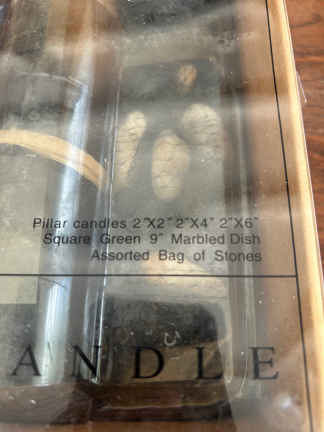 Pillar candles 2"X2" 2"X4" 2"X6"
Square Green 9" Marbled Dish
Assorted Bag of Stones
ANDLE